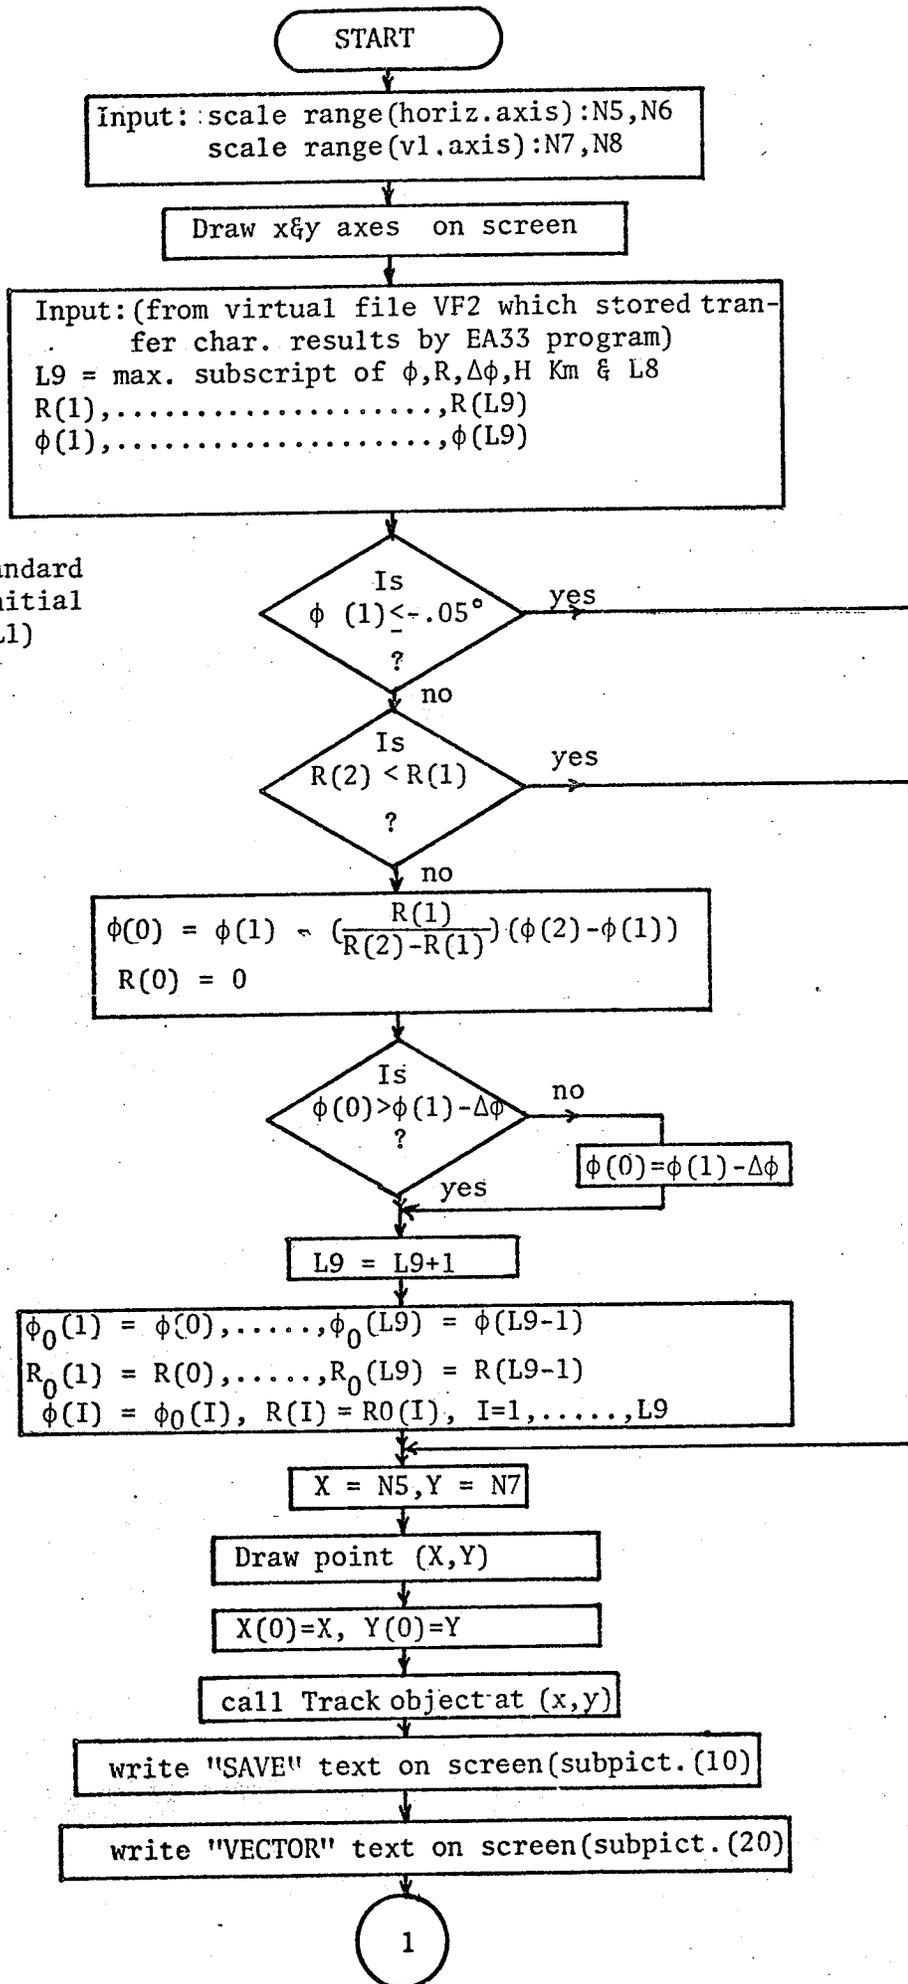 START
Input: scale range(horiz.axis):N5,N6
scale range(vl.axis):N7,N8
Draw x&y axes on screen
Input:(from virtual file VF2 which stored tran-
fer char. results by EA33 program)
L9 = max. subscript of ϕ,R,Δϕ,H Km & L8
R(1),.....................,R(L9)
ϕ(1),.....................,ϕ(L9)
andard
nitial
L1)
Is
ϕ (1)≤-.05°
?
yes
no
Is
R(2) < R(1)
?
yes
no
ϕ(0) = ϕ(1) - (R(1)/R(2)-R(1))(ϕ(2)-ϕ(1))
R(0) = 0
Is
ϕ(0)>ϕ(1)-Δϕ
?
no
ϕ(0)=ϕ(1)-Δϕ
yes
L9 = L9+1
ϕ₀(1) = ϕ(0),.....,ϕ₀(L9) = ϕ(L9-1)
R₀(1) = R(0),.....,R₀(L9) = R(L9-1)
ϕ(I) = ϕ₀(I), R(I) = RO(I), I=1,.....,L9
X = N5,Y = N7
Draw point (X,Y)
X(0)=X, Y(0)=Y
call Track object at (x,y)
write "SAVE" text on screen(subpict.(10)
write "VECTOR" text on screen(subpict.(20)
1